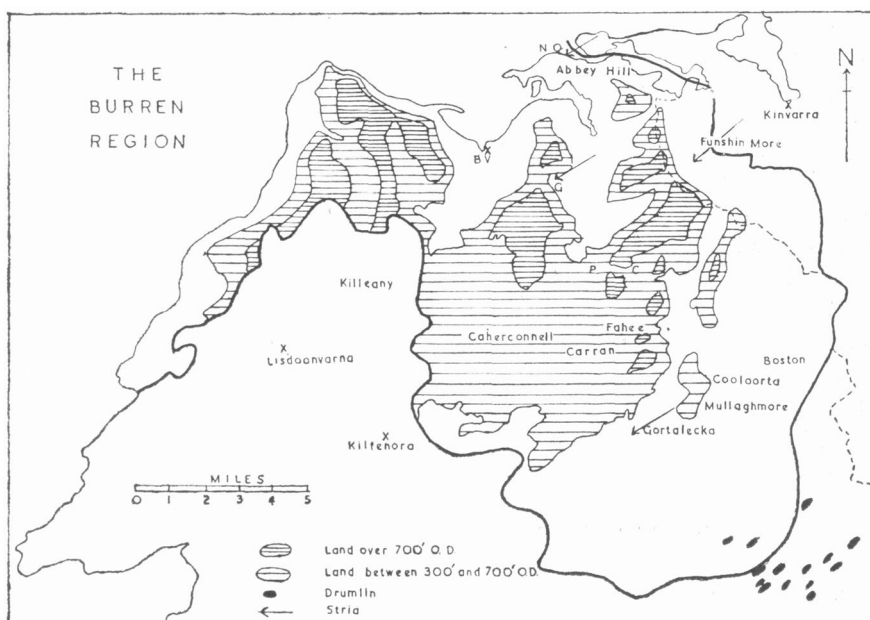 THE
BURREN
REGION
N.Q.
Abbey Hill
N
Kinvarra
Funshin More
B
G
P
C
Killeany
Caherconnell
Fahee
Carran
Boston
Lisdoonvarna
Cooloorta
Mullaghmore
Gortalecka
Kilfenora
MILES
0 1 2 3 4 5
Land over 700' O.D
Land between 300' and 700' O.D.
Drumlin
Stria